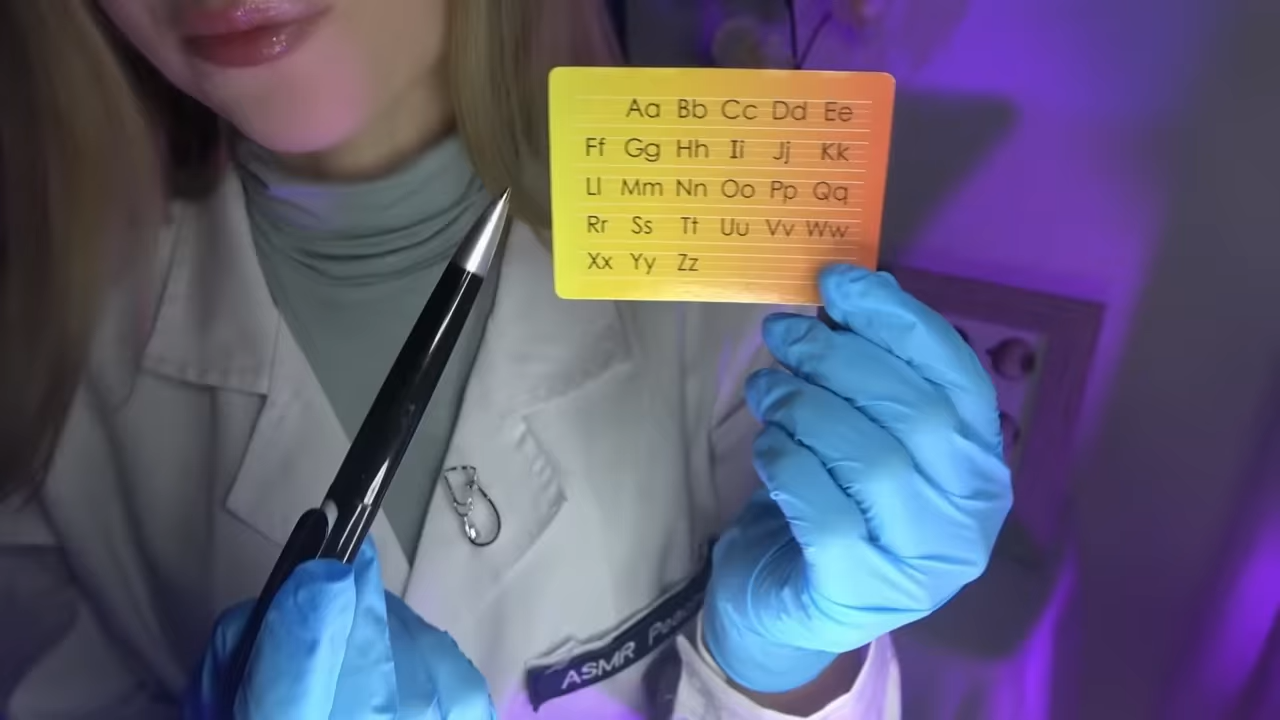 Aa Bb Cc Dd Ee
Ff Gg Hh Ii Jj Kk
Ll Mm Nn Oo Pp Qq
Rr Ss Tt Uu Vv Ww
Xx Yy Zz
ASMR